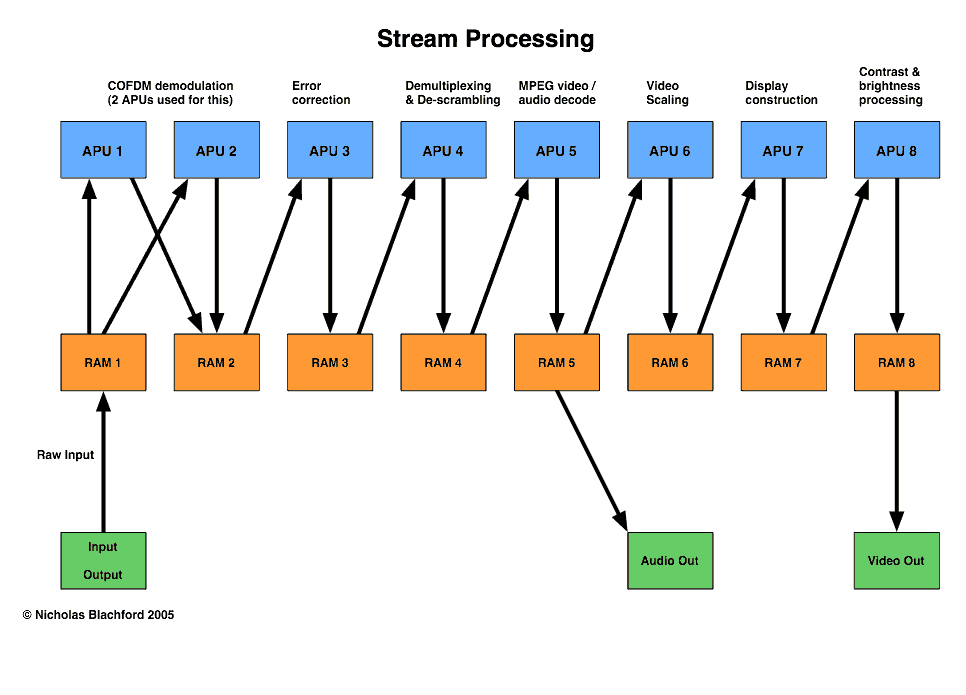 Stream Processing
COFDM demodulation
(2 APUs used for this)
Error
correction
Demultiplexing
& De-scrambling
MPEG video /
audio decode
Video
Scaling
Display
construction
Contrast &
brightness
processing
APU 1
APU 2
APU 3
APU 4
APU 5
APU 6
APU 7
APU 8
RAM 1
RAM 2
RAM 3
RAM 4
RAM 5
RAM 6
RAM 7
RAM 8
Raw Input
Input
Output
Audio Out
Video Out
© Nicholas Blachford 2005